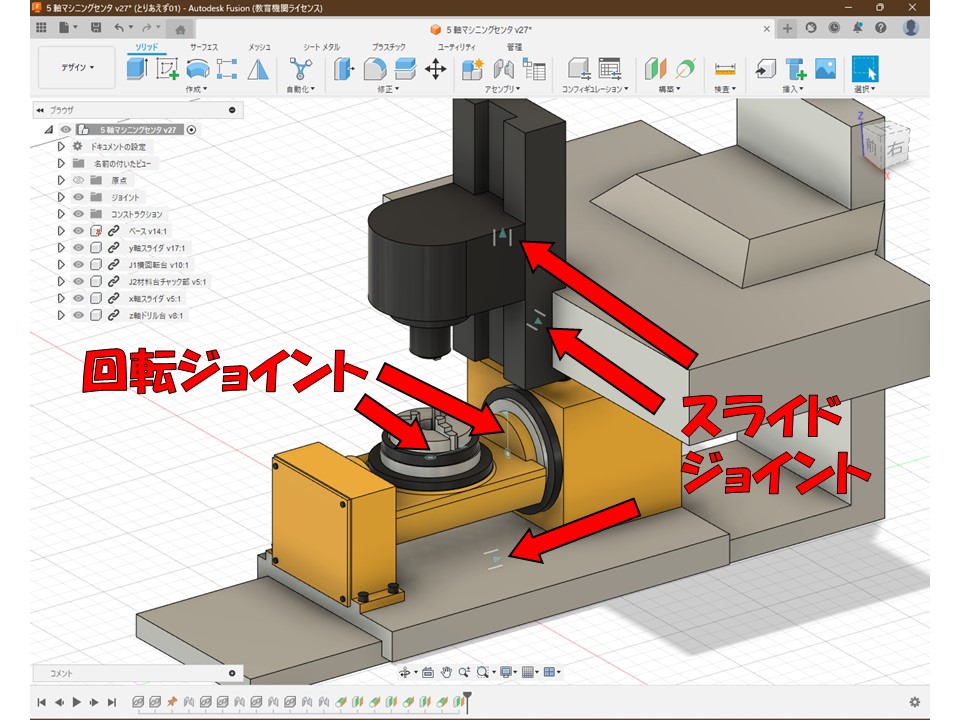 5 軸マシニングセンタ v27* (とりあえず01) - Autodesk Fusion (教育機関ライセンス)
5 軸マシニングセンタ v27*
デザイン
ソリッド
サーフェス
メッシュ
シート メタル
プラスチック
ユーティリティ
管理
作成
自動化
修正
アセンブリ
コンフィギュレーション
構築
検査
挿入
選択
ブラウザ
5 軸マシニングセンタ v27
ドキュメントの設定
名前の付いたビュー
原点
ジョイント
コンストラクション
ベース v14:1
y軸スライダ v17:1
J1横回転台 v10:1
J2材料台チャック部 v5:1
x軸スライダ v5:1
z軸ドリル台 v8:1
Z
前
右
X
回転ジョイント
スライド
ジョイント
コメント